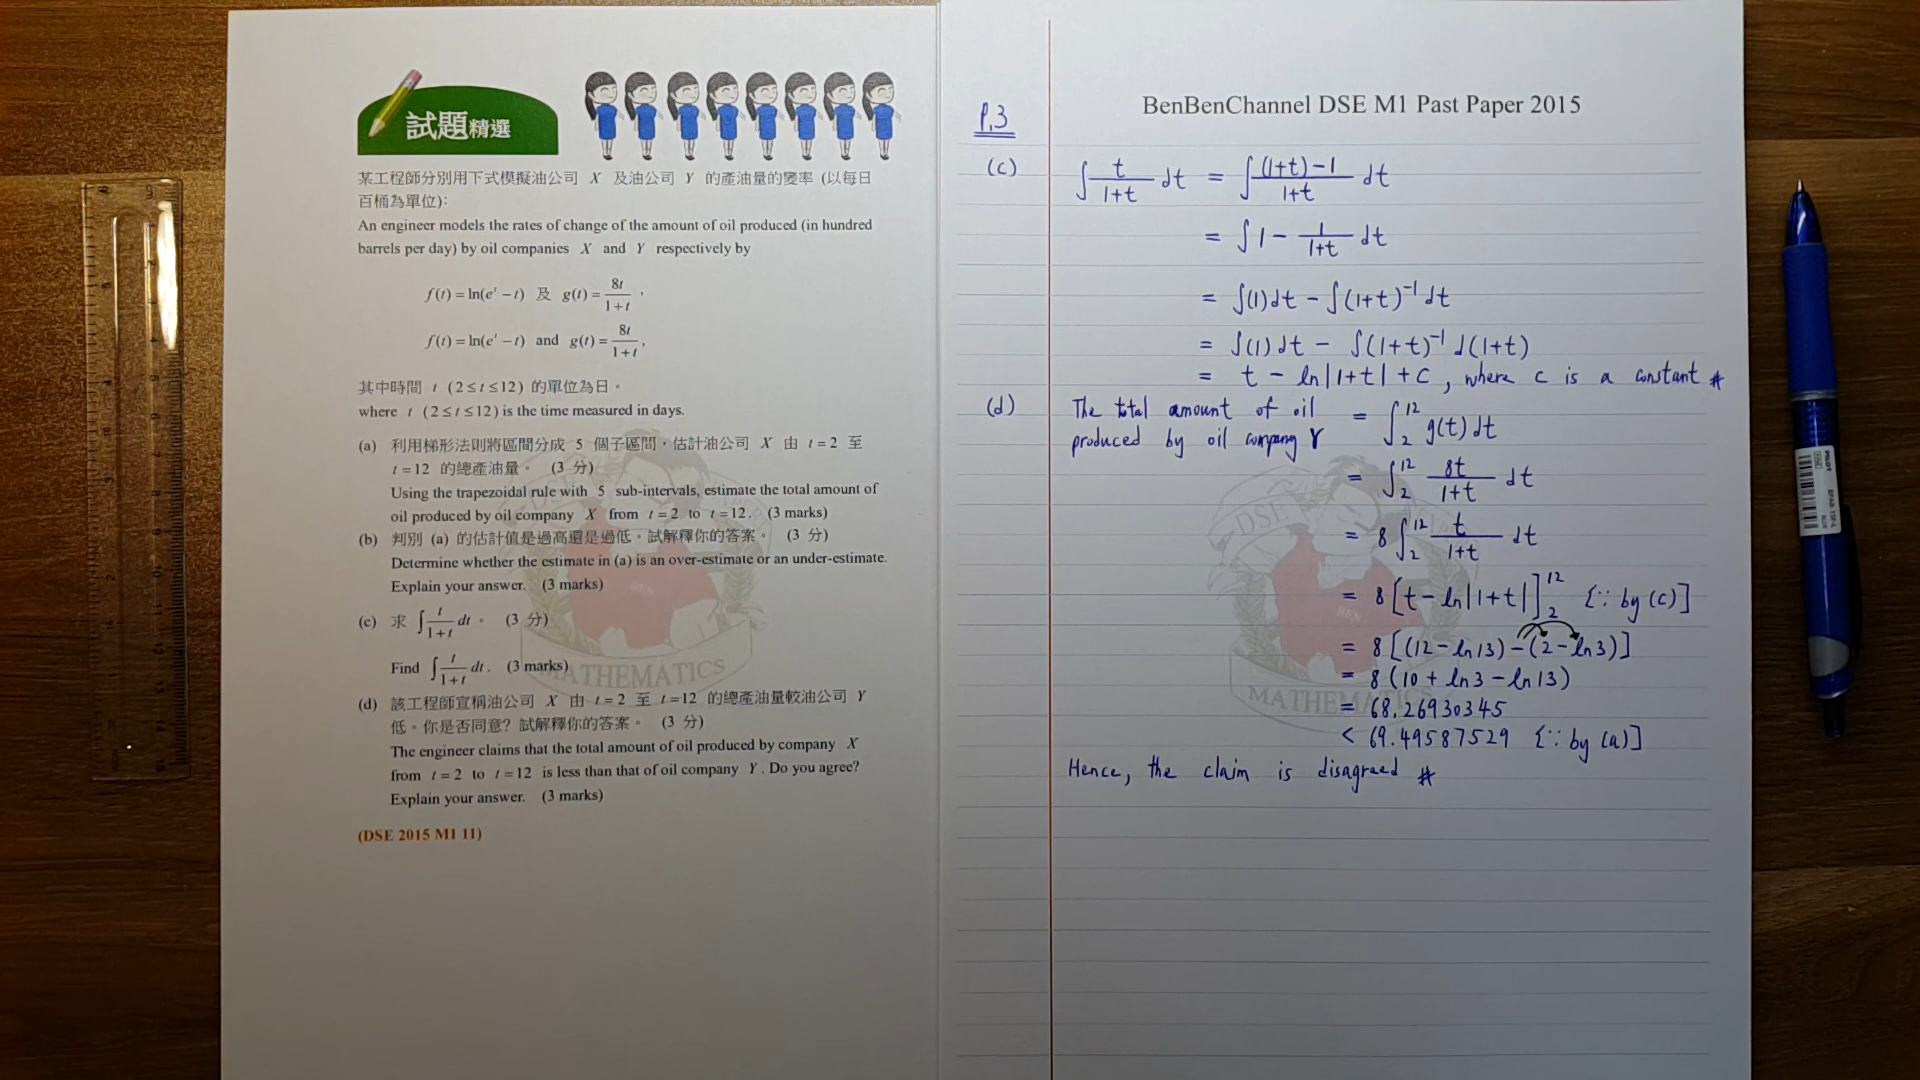 試題精選
某工程師分別用下式模擬油公司 X 及油公司 Y 的產油量的變率 (以每日
百桶為單位):
An engineer models the rates of change of the amount of oil produced (in hundred
barrels per day) by oil companies X and Y respectively by
f(t) = ln(e^t − t) 及 g(t) = 8t/(1+t) ,
f(t) = ln(e^t − t) and g(t) = 8t/(1+t),
其中時間 t (2≤t≤12) 的單位為日。
where t (2≤t≤12) is the time measured in days.
(a) 利用梯形法則將區間分成 5 個子區間,估計油公司 X 由 t=2 至
t=12 的總產油量。 (3 分)
Using the trapezoidal rule with 5 sub-intervals, estimate the total amount of
oil produced by oil company X from t=2 to t=12. (3 marks)
(b) 判別 (a) 的估計值是過高還是過低。試解釋你的答案。 (3 分)
Determine whether the estimate in (a) is an over-estimate or an under-estimate.
Explain your answer. (3 marks)
(c) 求 ∫ t/(1+t) dt 。 (3 分)
Find ∫ t/(1+t) dt. (3 marks)
(d) 該工程師宣稱油公司 X 由 t=2 至 t=12 的總產油量較油公司 Y
低。你是否同意? 試解釋你的答案。 (3 分)
The engineer claims that the total amount of oil produced by company X
from t=2 to t=12 is less than that of oil company Y. Do you agree?
Explain your answer. (3 marks)
(DSE 2015 M1 11)
DSE
BEN
MATHEMATICS
BenBenChannel DSE M1 Past Paper 2015
P.3
(c) ∫ t/(1+t) dt = ∫ ((1+t)−1)/(1+t) dt
= ∫ 1 − 1/(1+t) dt
= ∫(1)dt − ∫(1+t)^-1 dt
= ∫(1)dt − ∫(1+t)^-1 d(1+t)
= t − ln|1+t| + C, where C is a constant #
(d) The total amount of oil
produced by oil company Y = ∫_2^12 g(t)dt
= ∫_2^12 8t/(1+t) dt
= 8∫_2^12 t/(1+t) dt
= 8[t − ln|1+t|]_2^12 [∵ by (c)]
= 8[(12−ln13)−(2−ln3)]
= 8(10+ln3−ln13)
= 68.26930345
< 69.49587529 [∵ by (a)]
Hence, the claim is disagreed #
DSE
BEN
MATHEMATICS
PILOT